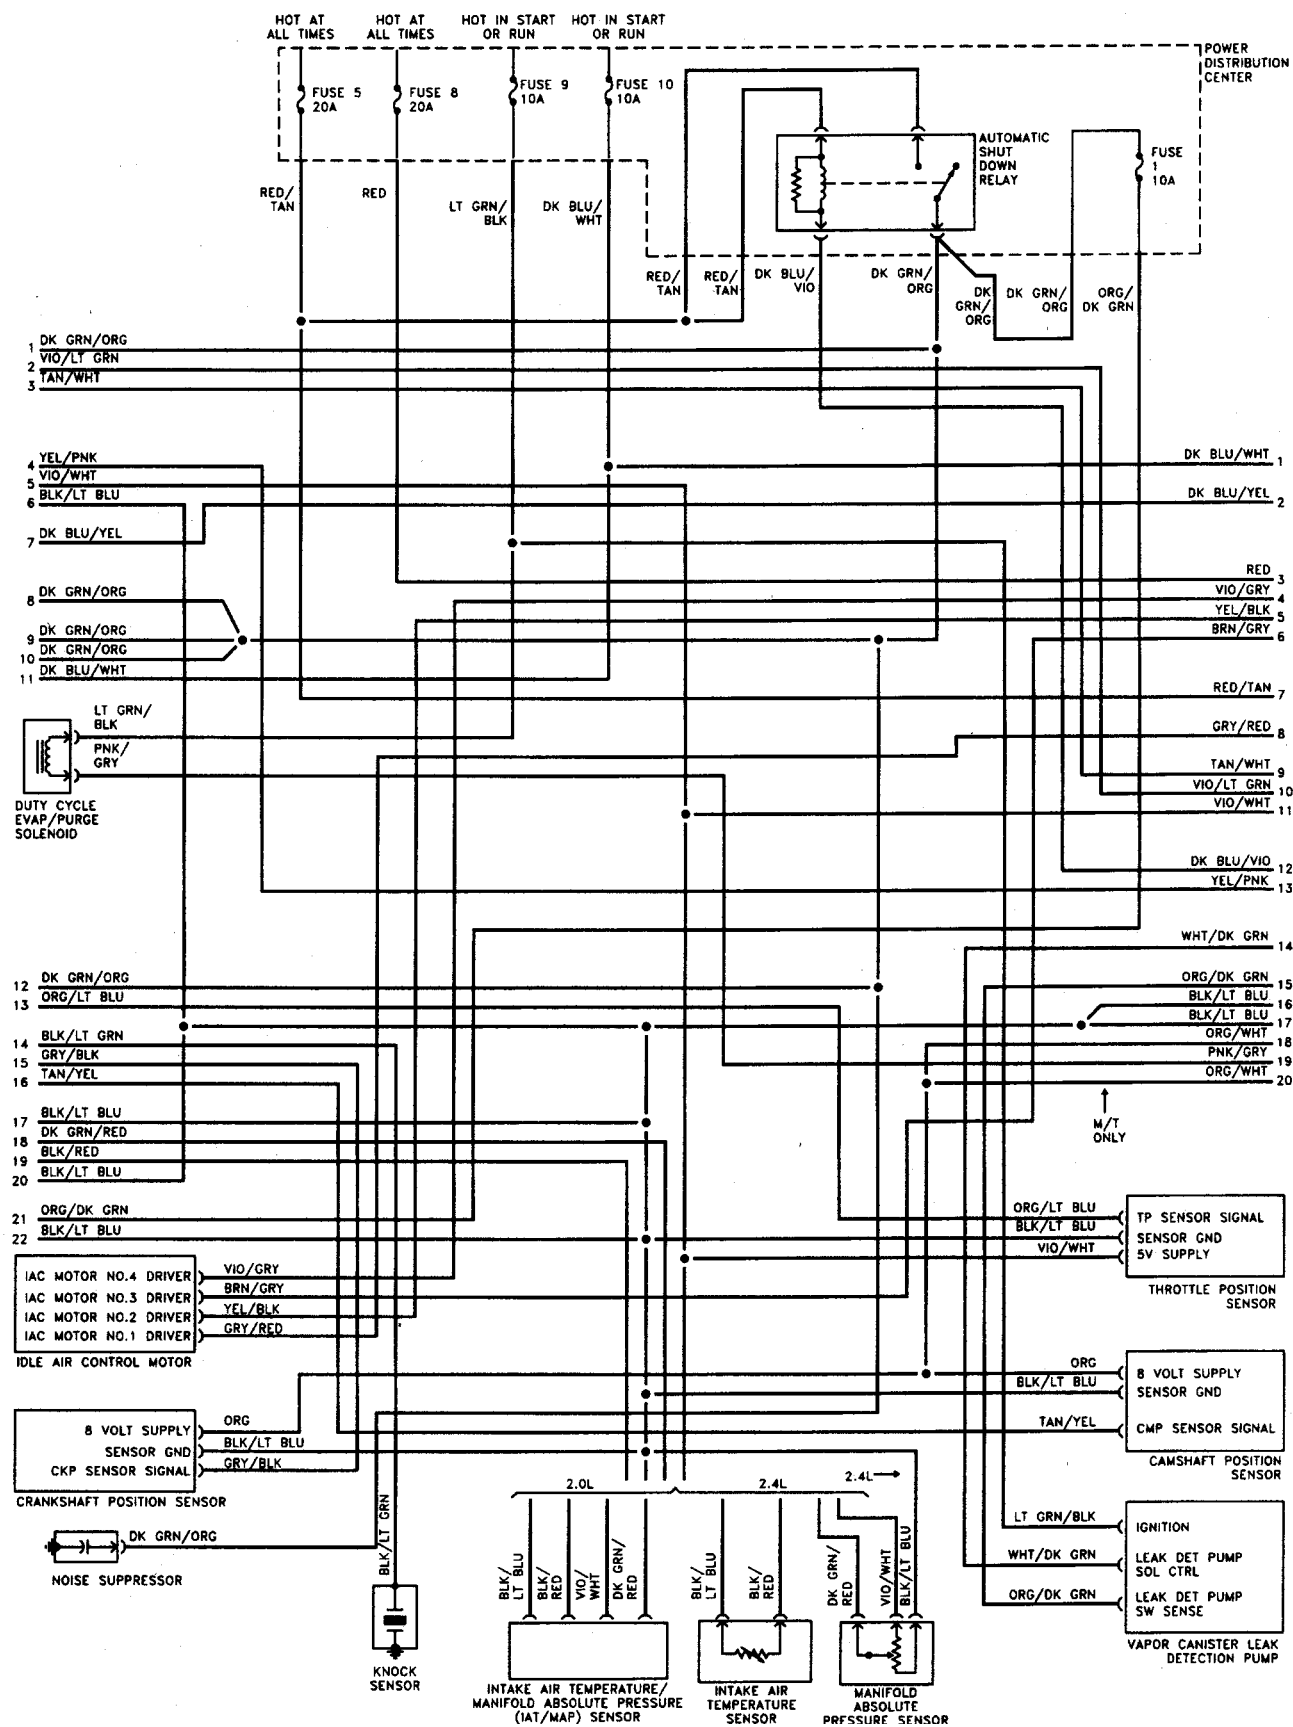 HOT AT
ALL TIMES
HOT AT
ALL TIMES
HOT IN START
OR RUN
HOT IN START
OR RUN
POWER
DISTRIBUTION
CENTER
FUSE 5
20A
FUSE 8
20A
FUSE 9
10A
FUSE 10
10A
AUTOMATIC
SHUT
DOWN
RELAY
FUSE
1
10A
RED/
TAN
RED
LT GRN/
BLK
DK BLU/
WHT
RED/
TAN
RED/
TAN
DK BLU/
VIO
DK GRN/
ORG
DK
GRN/
ORG
DK GRN/
ORG
ORG/
DK GRN
1 DK GRN/ORG
2 VIO/LT GRN
3 TAN/WHT
4 YEL/PNK
5 VIO/WHT
6 BLK/LT BLU
7 DK BLU/YEL
8 DK GRN/ORG
9 DK GRN/ORG
10 DK GRN/ORG
11 DK BLU/WHT
DK BLU/WHT 1
DK BLU/YEL 2
RED 3
VIO/GRY 4
YEL/BLK 5
BRN/GRY 6
RED/TAN 7
GRY/RED 8
TAN/WHT 9
VIO/LT GRN 10
VIO/WHT 11
DK BLU/VIO 12
YEL/PNK 13
WHT/DK GRN 14
ORG/DK GRN 15
BLK/LT BLU 16
BLK/LT BLU 17
ORG/WHT 18
PNK/GRY 19
ORG/WHT 20
M/T
ONLY
LT GRN/
BLK
PNK/
GRY
DUTY CYCLE
EVAP/PURGE
SOLENOID
12 DK GRN/ORG
13 ORG/LT BLU
14 BLK/LT GRN
15 GRY/BLK
16 TAN/YEL
17 BLK/LT BLU
18 DK GRN/RED
19 BLK/RED
20 BLK/LT BLU
21 ORG/DK GRN
22 BLK/LT BLU
IAC MOTOR NO.4 DRIVER VIO/GRY
IAC MOTOR NO.3 DRIVER BRN/GRY
IAC MOTOR NO.2 DRIVER YEL/BLK
IAC MOTOR NO.1 DRIVER GRY/RED
IDLE AIR CONTROL MOTOR
8 VOLT SUPPLY ORG
SENSOR GND BLK/LT BLU
CKP SENSOR SIGNAL GRY/BLK
CRANKSHAFT POSITION SENSOR
DK GRN/ORG
NOISE SUPPRESSOR
BLK/LT GRN
KNOCK
SENSOR
ORG/LT BLU TP SENSOR SIGNAL
BLK/LT BLU SENSOR GND
VIO/WHT 5V SUPPLY
THROTTLE POSITION
SENSOR
ORG 8 VOLT SUPPLY
BLK/LT BLU SENSOR GND
TAN/YEL CMP SENSOR SIGNAL
CAMSHAFT POSITION
SENSOR
LT GRN/BLK IGNITION
WHT/DK GRN LEAK DET PUMP
SOL CTRL
ORG/DK GRN LEAK DET PUMP
SW SENSE
VAPOR CANISTER LEAK
DETECTION PUMP
2.0L
2.4L
2.4L
BLK/
LT BLU
BLK/
RED
VIO/
WHT
DK GRN/
RED
BLK/
LT BLU
BLK/
RED
DK GRN/
RED
VIO/WHT
BLK/LT BLU
INTAKE AIR TEMPERATURE/
MANIFOLD ABSOLUTE PRESSURE
(IAT/MAP) SENSOR
INTAKE AIR
TEMPERATURE
SENSOR
MANIFOLD
ABSOLUTE
PRESSURE SENSOR